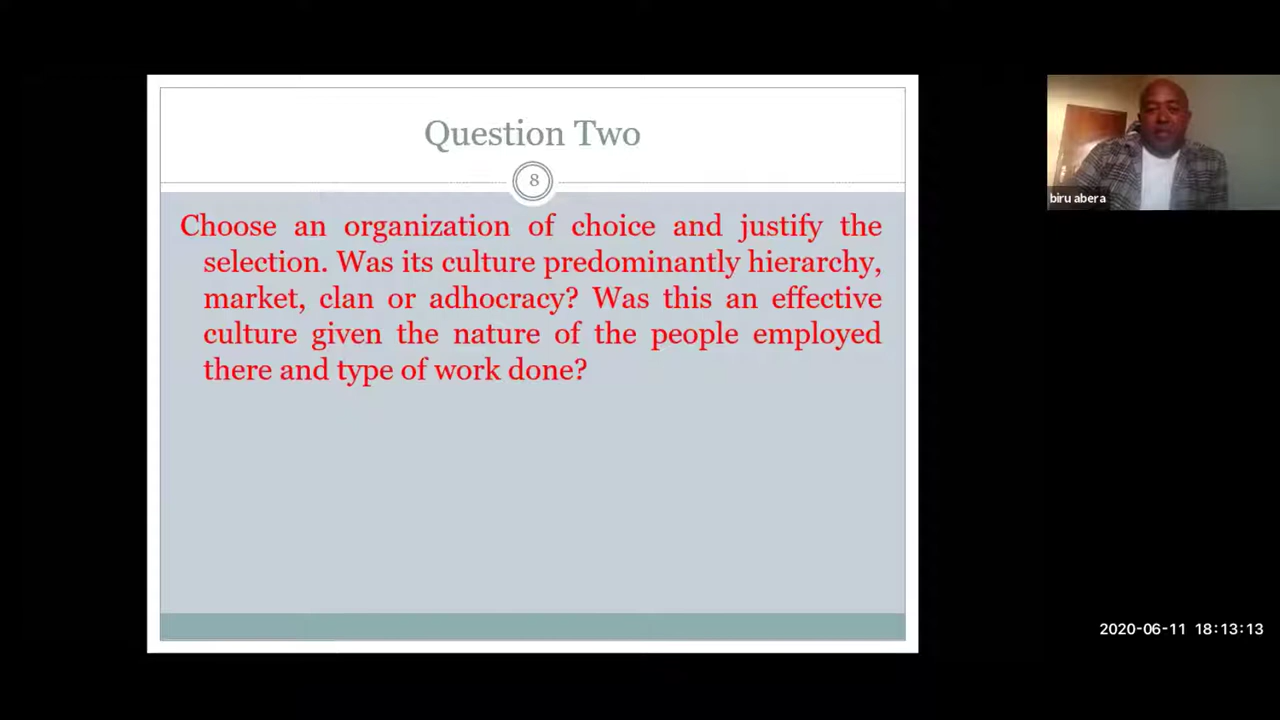 Question Two
8
Choose an organization of choice and justify the
selection. Was its culture predominantly hierarchy,
market, clan or adhocracy? Was this an effective
culture given the nature of the people employed
there and type of work done?
biru abera
2020-06-11 18:13:13